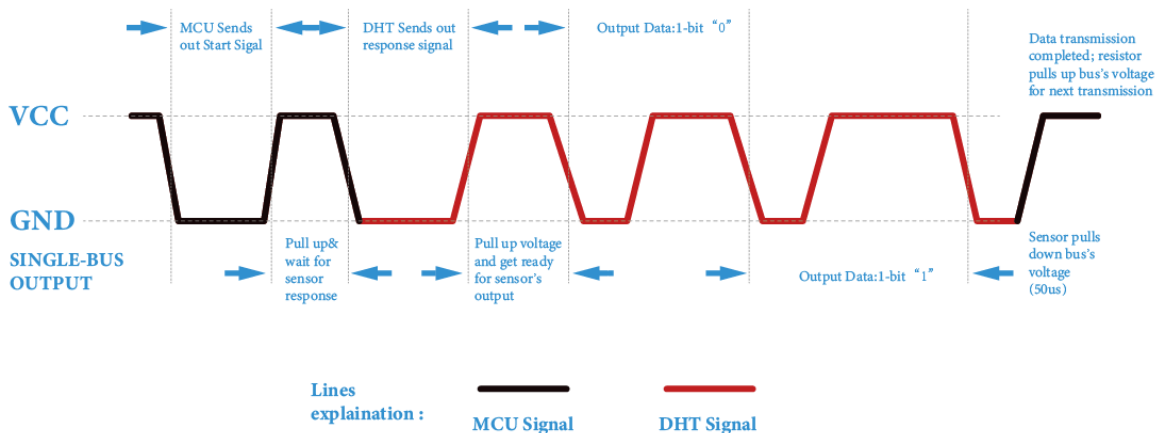 MCU Sends
out Start Sigal
DHT Sends out
response signal
Output Data:1-bit “0”
Data transmission
completed; resistor
pulls up bus's voltage
for next transmission
VCC
GND
SINGLE-BUS
OUTPUT
Pull up&
wait for
sensor
response
Pull up voltage
and get ready
for sensor's
output
Output Data:1-bit “1”
Sensor pulls
down bus's
voltage
(50us)
Lines
explaination :
MCU Signal
DHT Signal